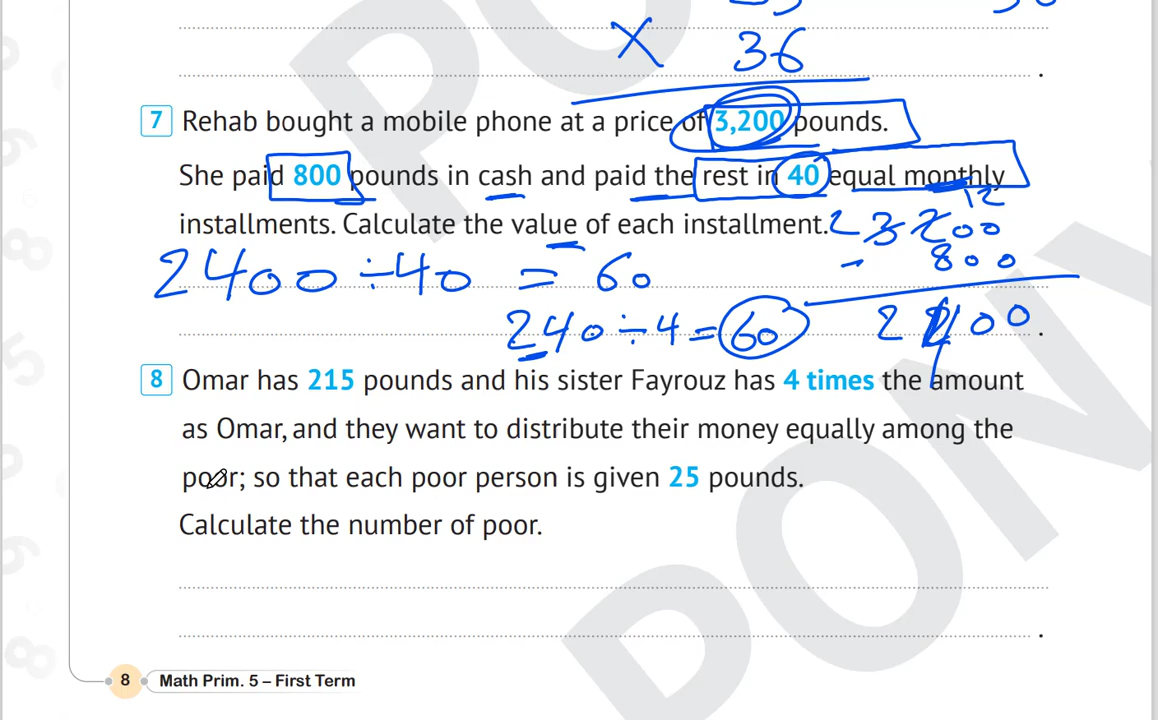 × 36
7 Rehab bought a mobile phone at a price of 3,200 pounds.
She paid 800 pounds in cash and paid the rest in 40 equal monthly
installments. Calculate the value of each installment.
12
2 3200
- 800
2400 ÷ 40 = 60
240 ÷ 4 = 60
2400
8 Omar has 215 pounds and his sister Fayrouz has 4 times the amount
as Omar, and they want to distribute their money equally among the
poor; so that each poor person is given 25 pounds.
Calculate the number of poor.
8 Math Prim. 5 – First Term